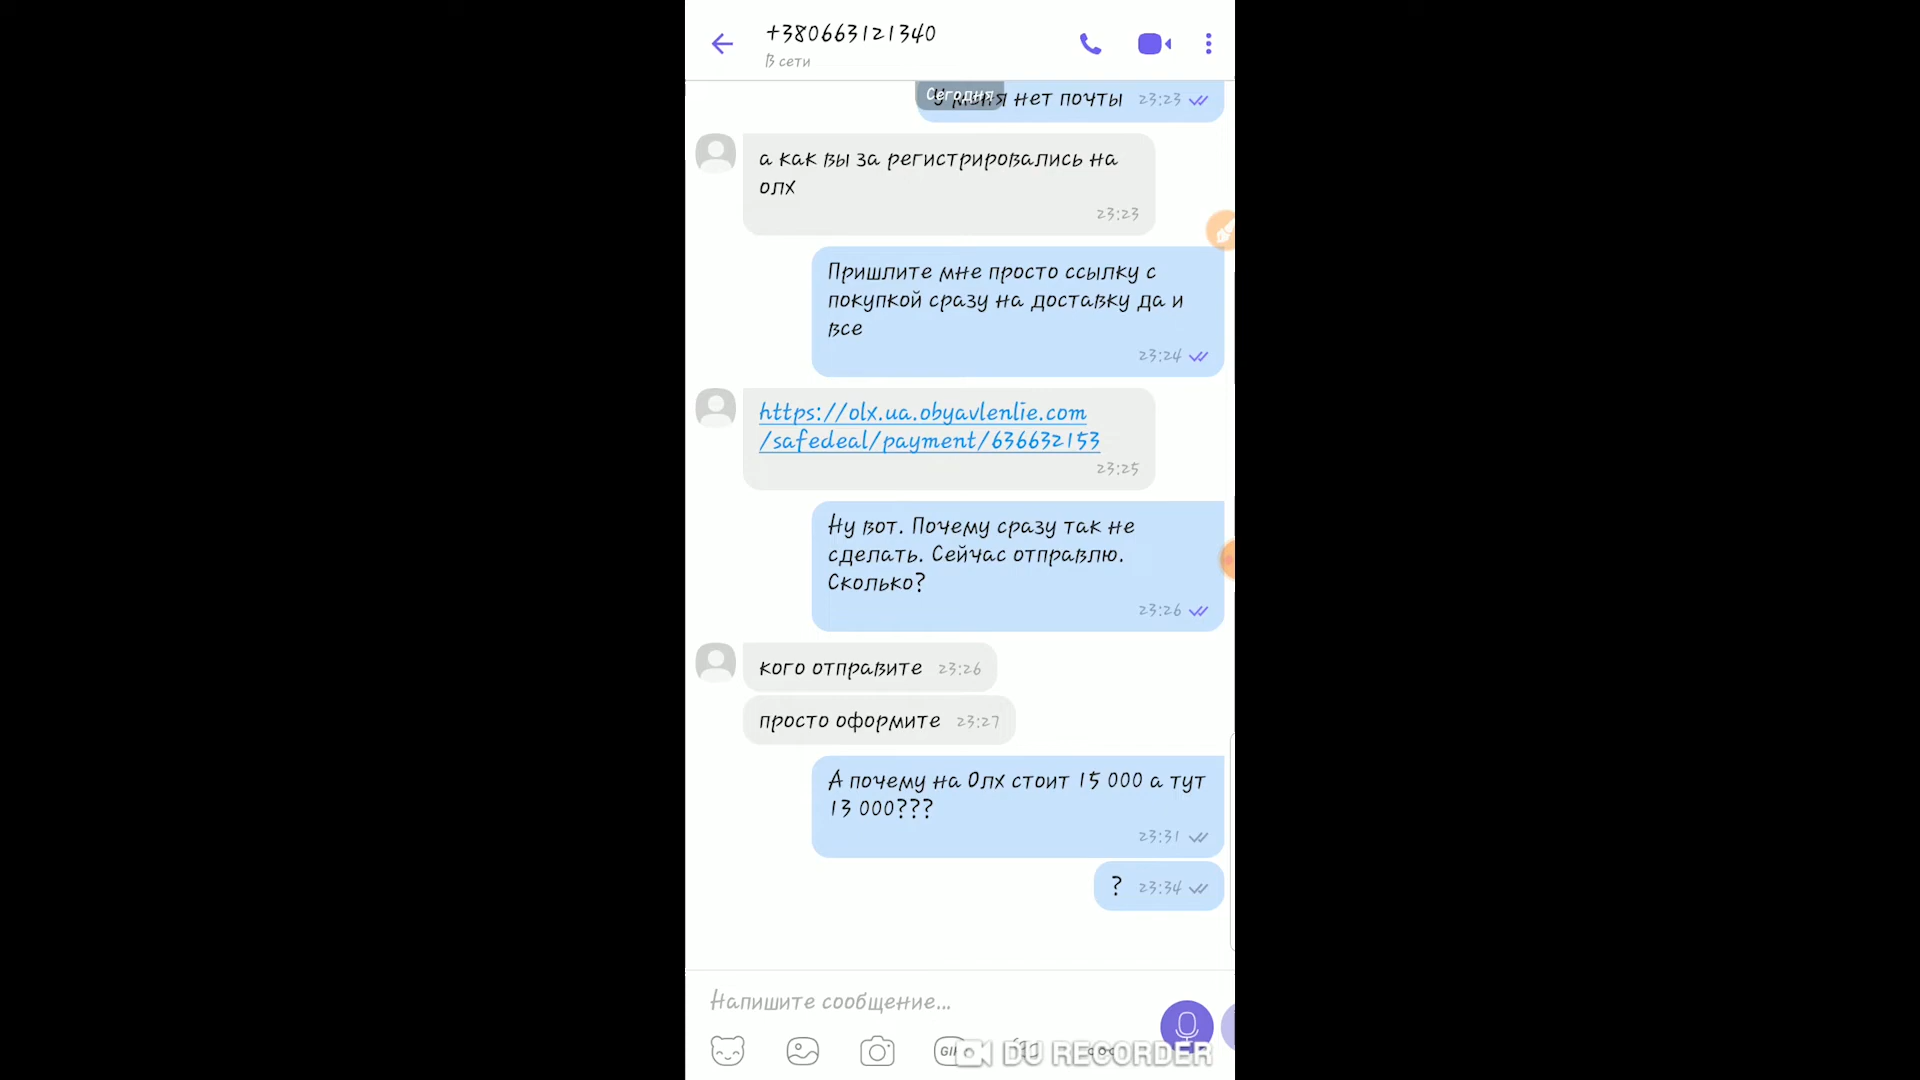 +380663121340
В сети
Сегодня
У меня нет почты 23:23
а как вы за регистрировались на
олх
23:23
Пришлите мне просто ссылку с
покупкой сразу на доставку да и
все
23:24
https://olx.ua.obyavlenlie.com
/safedeal/payment/636632153
23:25
Ну вот. Почему сразу так не
сделать. Сейчас отправлю.
Сколько?
23:26
кого отправите 23:26
просто оформите 23:27
А почему на Олх стоит 15 000 а тут
13 000???
23:31
? 23:34
Напишите сообщение...
GIF
DU RECORDER